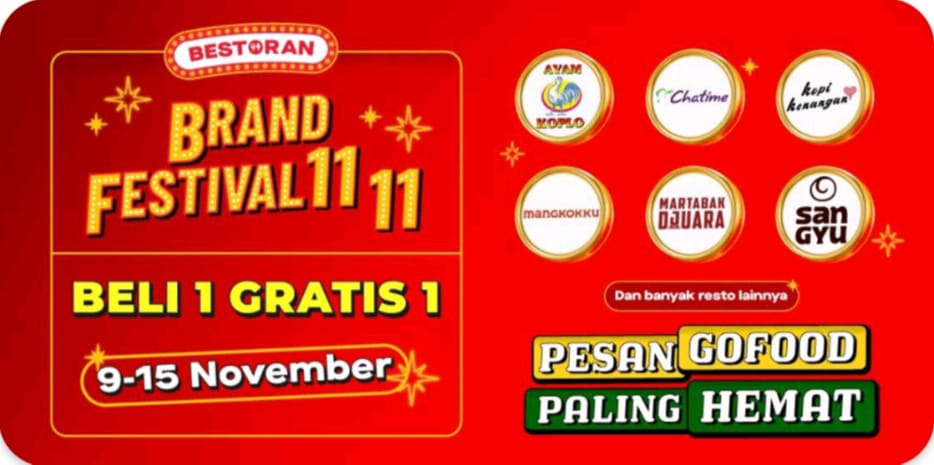 BESTORAN
BRAND
FESTIVAL 11 11
BELI 1 GRATIS 1
9-15 November
AYAM
KOPLO
Chatime
kopi
kenangan
mangkokku
MARTABAK
DJUARA
san
GYU
Dan banyak resto lainnya
PESAN GOFOOD
PALING HEMAT